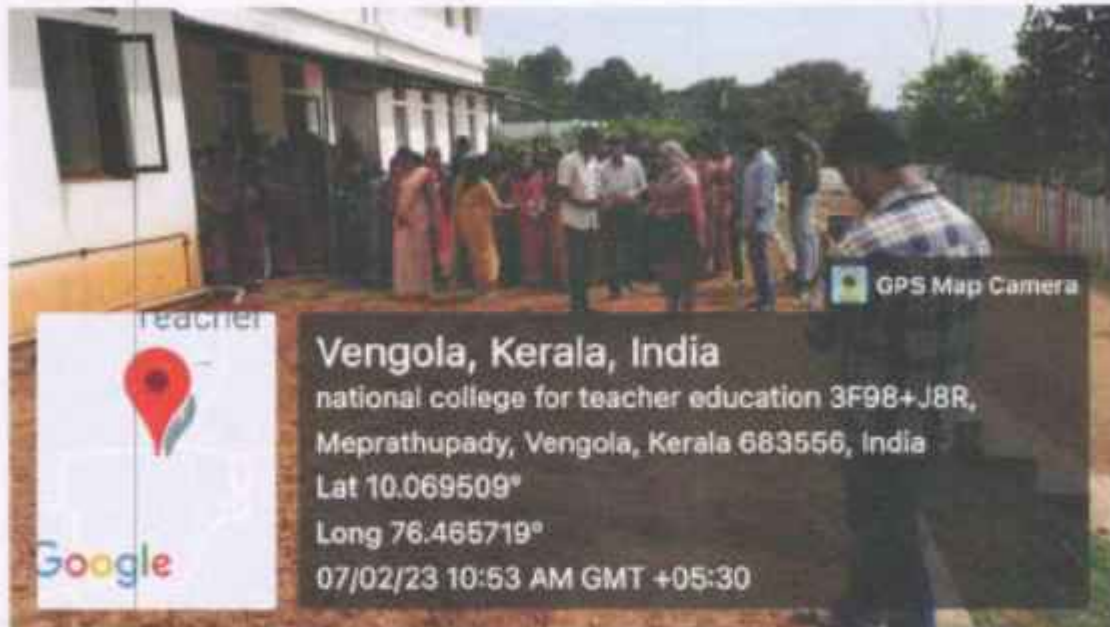 GPS Map Camera
Teacher
Vengola, Kerala, India
national college for teacher education 3F98+J8R,
Meprathupady, Vengola, Kerala 683556, India
Lat 10.069509°
Long 76.465719°
07/02/23 10:53 AM GMT +05:30
Google